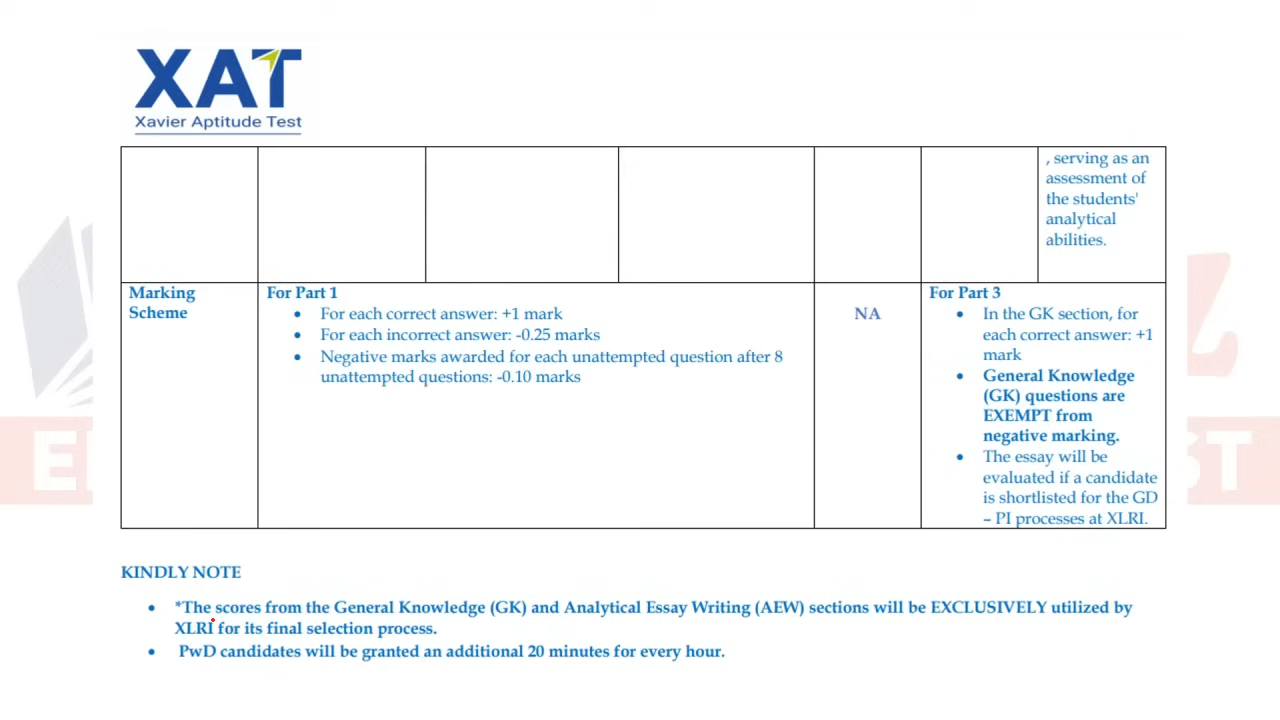 XAT
Xavier Aptitude Test
, serving as an
assessment of
the students'
analytical
abilities.
Marking
Scheme
For Part 1
• For each correct answer: +1 mark
• For each incorrect answer: -0.25 marks
• Negative marks awarded for each unattempted question after 8
unattempted questions: -0.10 marks
NA
For Part 3
• In the GK section, for
each correct answer: +1
mark
• General Knowledge
(GK) questions are
EXEMPT from
negative marking.
• The essay will be
evaluated if a candidate
is shortlisted for the GD
– PI processes at XLRI.
KINDLY NOTE
• *The scores from the General Knowledge (GK) and Analytical Essay Writing (AEW) sections will be EXCLUSIVELY utilized by
XLRI for its final selection process.
• PwD candidates will be granted an additional 20 minutes for every hour.